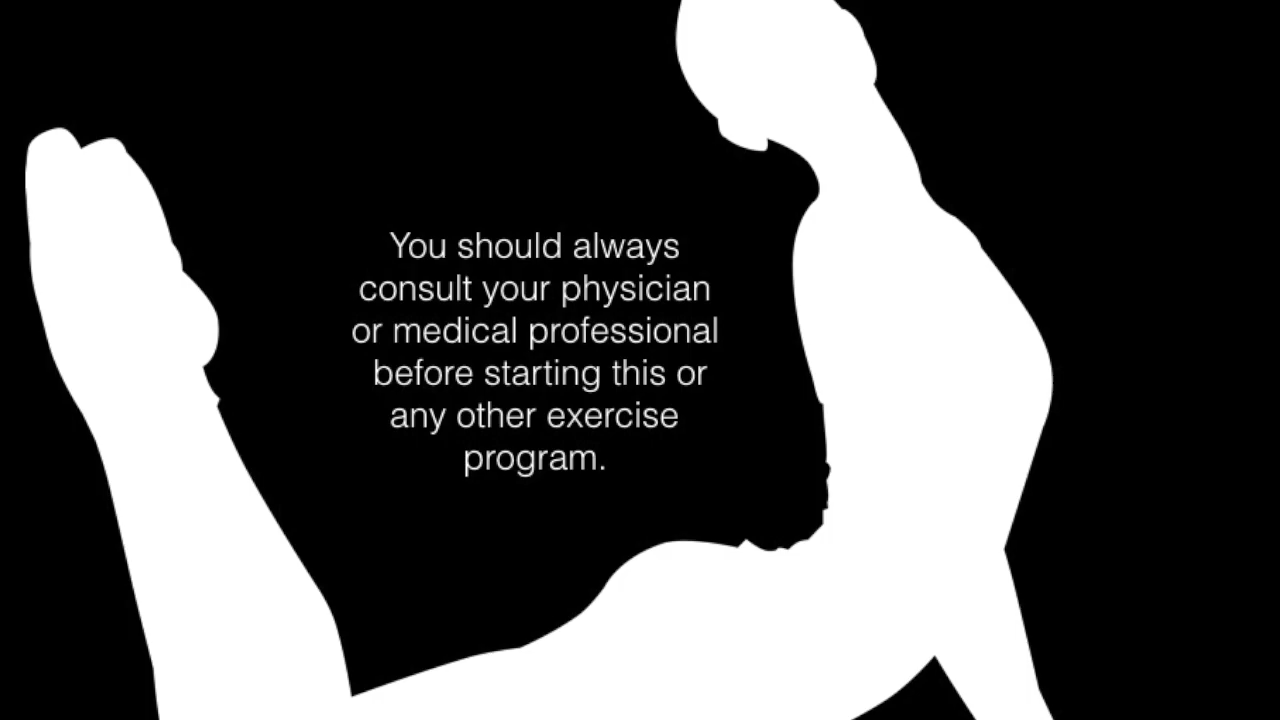 You should always
consult your physician
or medical professional
before starting this or
any other exercise
program.